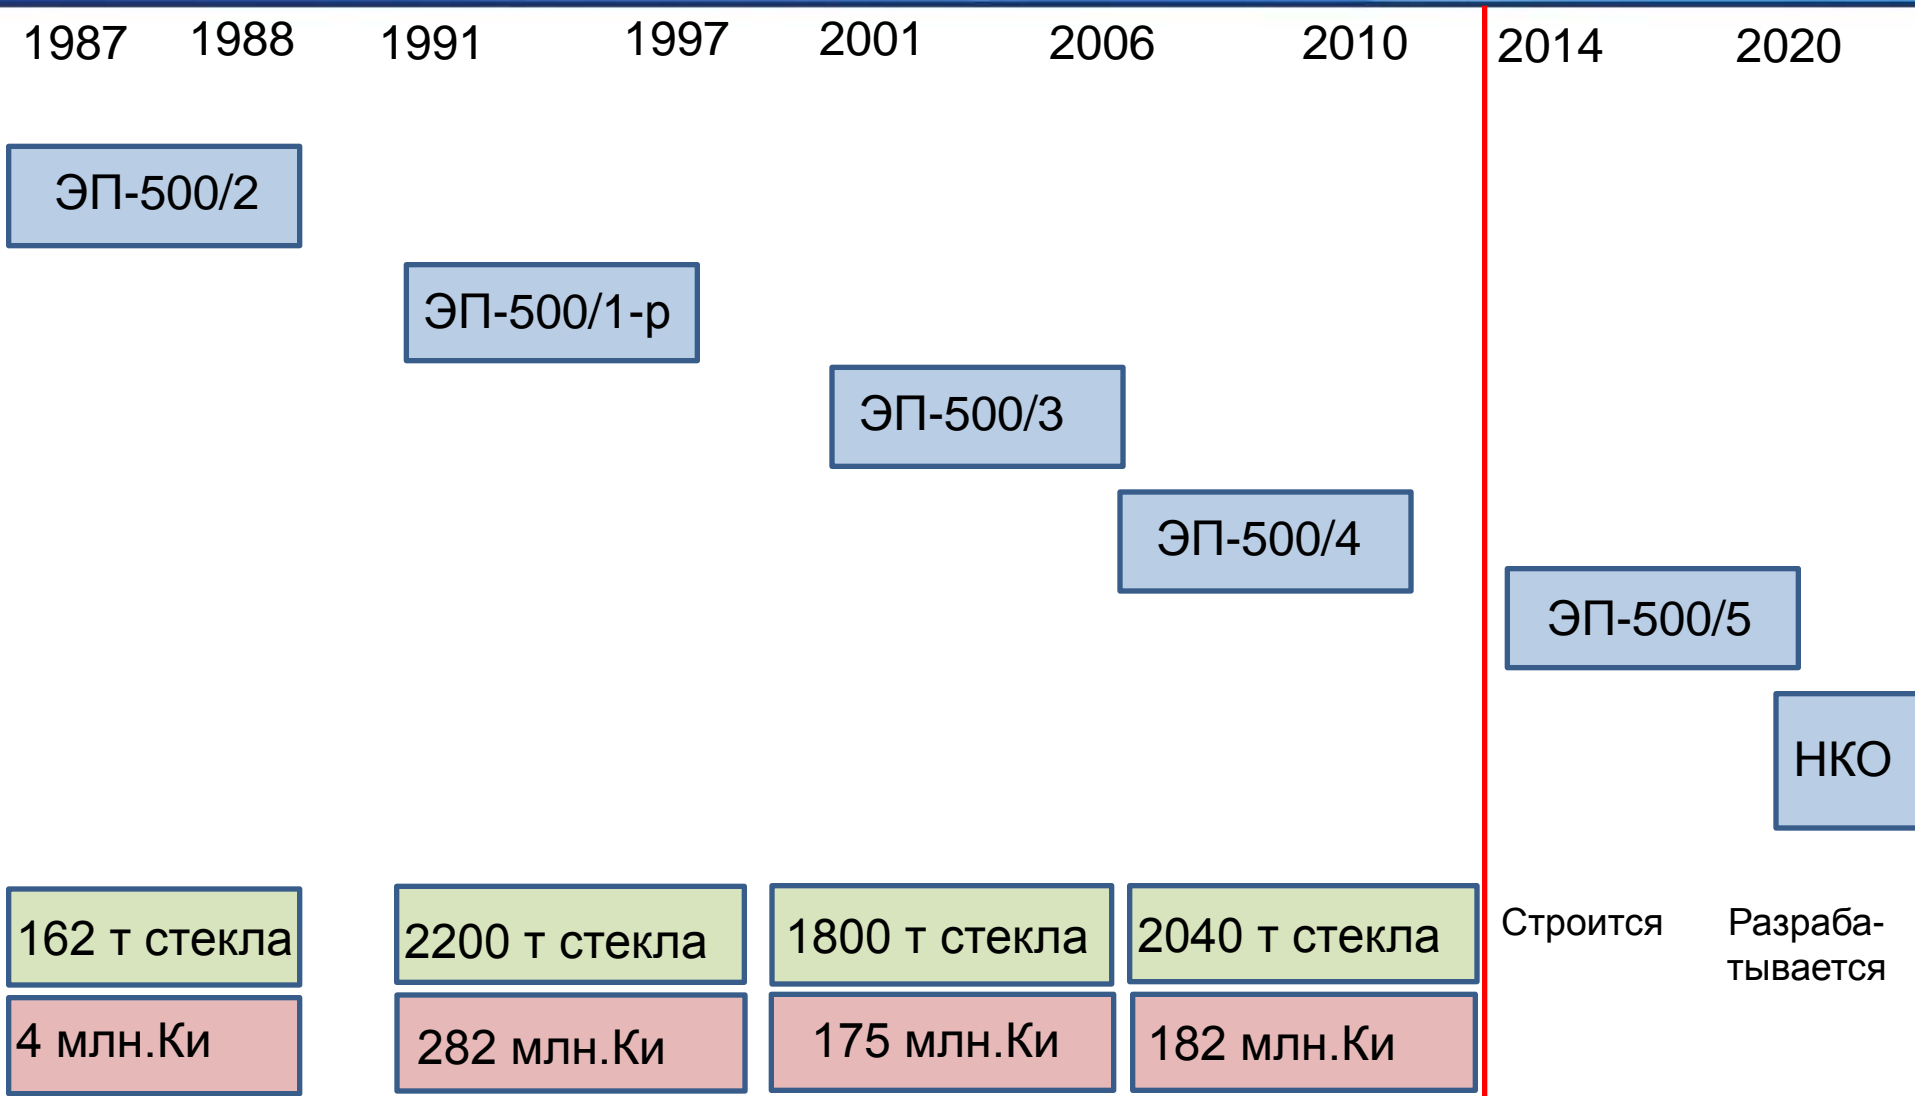 1987 1988 1991 1997 2001 2006 2010 2014 2020
ЭП-500/2
ЭП-500/1-р
ЭП-500/3
ЭП-500/4
ЭП-500/5
НКО
162 т стекла 2200 т стекла 1800 т стекла 2040 т стекла Строится Разраба-
тывается
4 млн.Ки 282 млн.Ки 175 млн.Ки 182 млн.Ки